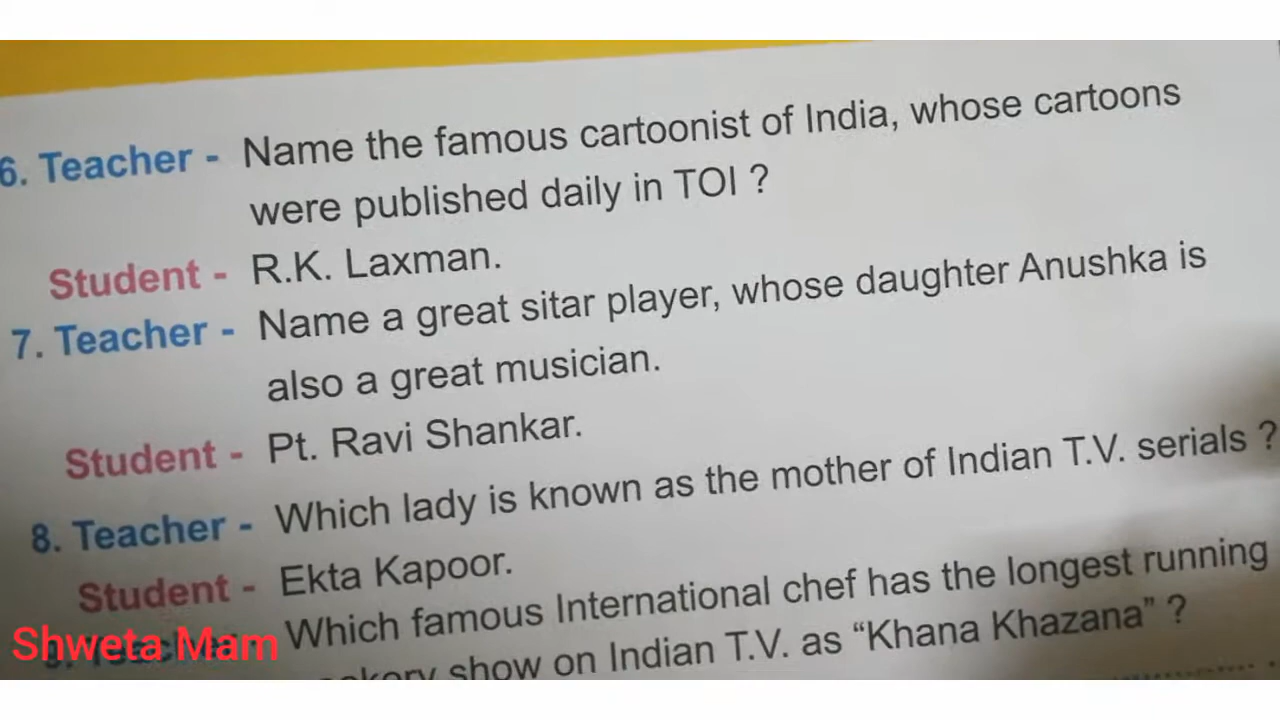 6. Teacher - Name the famous cartoonist of India, whose cartoons
were published daily in TOI ?
Student - R.K. Laxman.
7. Teacher - Name a great sitar player, whose daughter Anushka is
also a great musician.
Student - Pt. Ravi Shankar.
8. Teacher - Which lady is known as the mother of Indian T.V. serials ?
Student - Ekta Kapoor.
Which famous International chef has the longest running
show on Indian T.V. as “Khana Khazana” ?
Shweta Mam